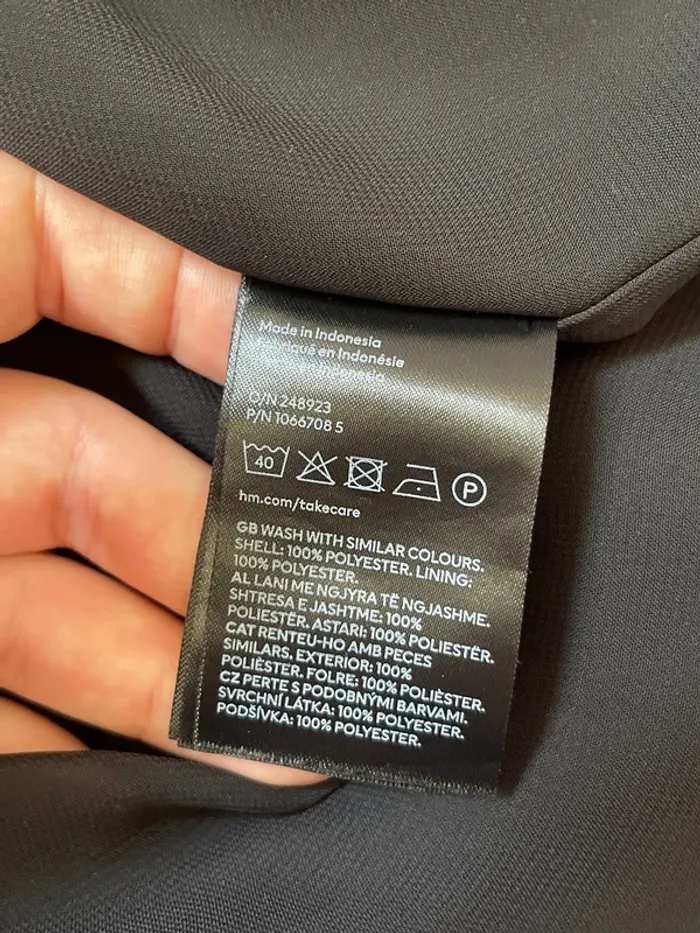 Made in Indonesia
en Indonésie
O/N 248923
P/N 1066708 5
40
P
hm.com/takecare
GB WASH WITH SIMILAR COLOURS.
SHELL: 100% POLYESTER. LINING:
100% POLYESTER.
AL LANI ME NGJYRA TË NGJASHME.
SHTRESA E JASHTME: 100%
POLIESTËR. ASTARI: 100% POLIESTËR.
CAT RENTEU-HO AMB PECES
SIMILARS. EXTERIOR: 100%
POLIÈSTER. FOLRE: 100% POLIÈSTER.
CZ PERTE S PODOBNÝMI BARVAMI.
SVRCHNÍ LÁTKA: 100% POLYESTER.
PODŠÍVKA: 100% POLYESTER.